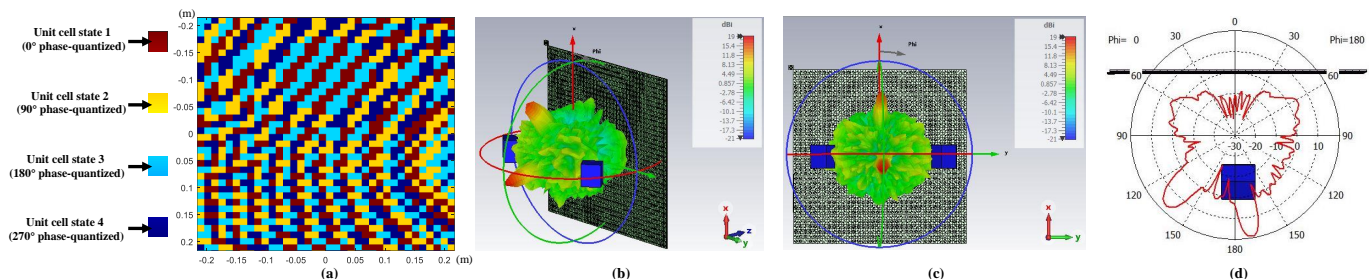 Unit cell state 1
(0° phase-quantized)
Unit cell state 2
(90° phase-quantized)
Unit cell state 3
(180° phase-quantized)
Unit cell state 4
(270° phase-quantized)
(m)
-0.2
-0.15
-0.1
-0.05
0
0.05
0.1
0.15
0.2
-0.2 -0.15 -0.1 -0.05 0 0.05 0.1 0.15 0.2 (m)
(a)
x
Phi
dBi
19
11.8
8.13
4.49
0.855
-2.78
-6.42
-10.1
-13.7
-17.3
-21
x
z
y
(b)
x
Phi
y
dBi
19
11.8
8.13
4.49
0.855
-2.78
-6.42
-10.1
-13.7
-17.3
-21
x
y
(c)
0
Phi= 0
30
30
Phi=180
60
60
90
-30 -20 -10 0 10
90
120
120
150
180
150
(d)